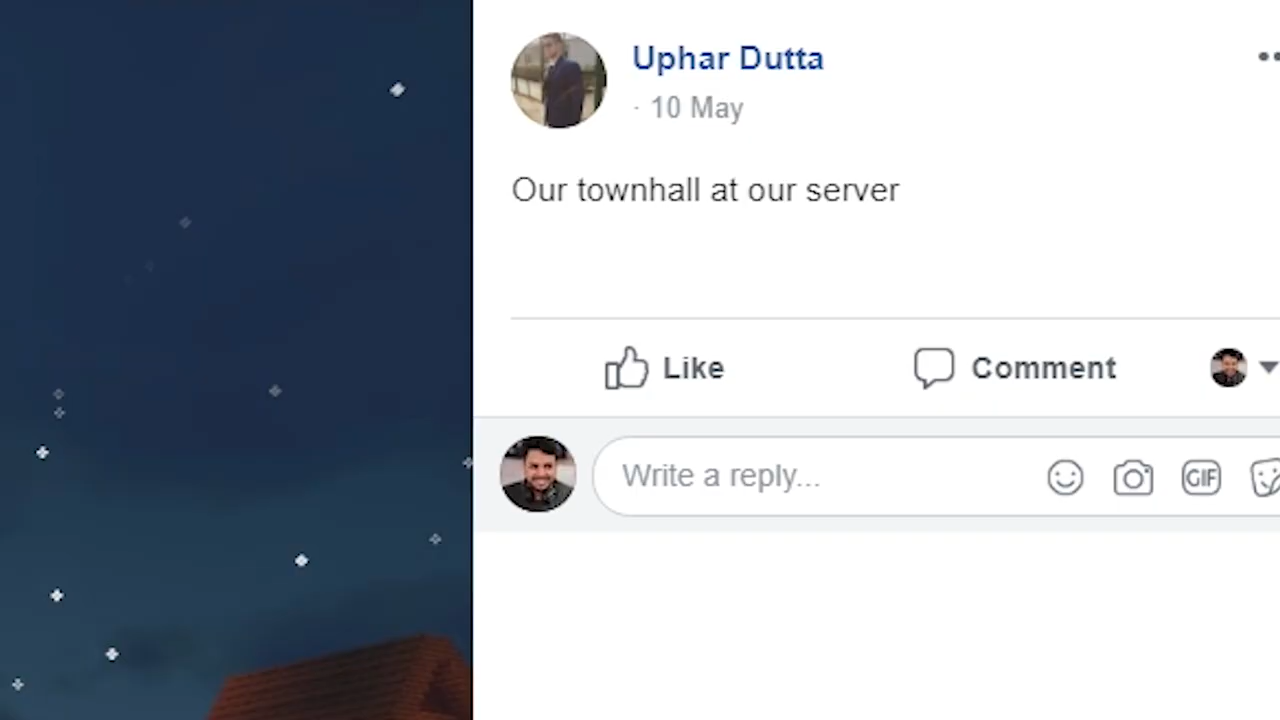 Uphar Dutta
· 10 May
Our townhall at our server
Like
Comment
Write a reply...
GIF